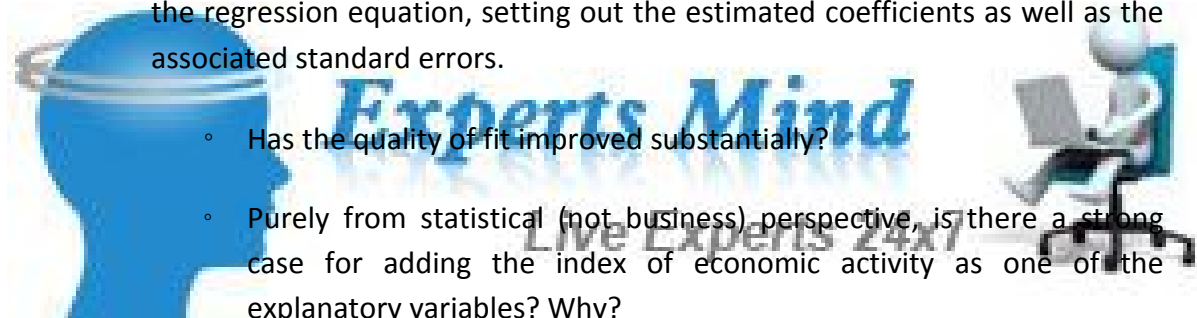 the regression equation, setting out the estimated coefficients as well as the
associated standard errors.
Experts Mind
◦ Has the quality of fit improved substantially?
◦ Purely from statistical (not business) perspective, is there a strong
Live Experts 24x7
case for adding the index of economic activity as one of the
explanatory variables? Why?